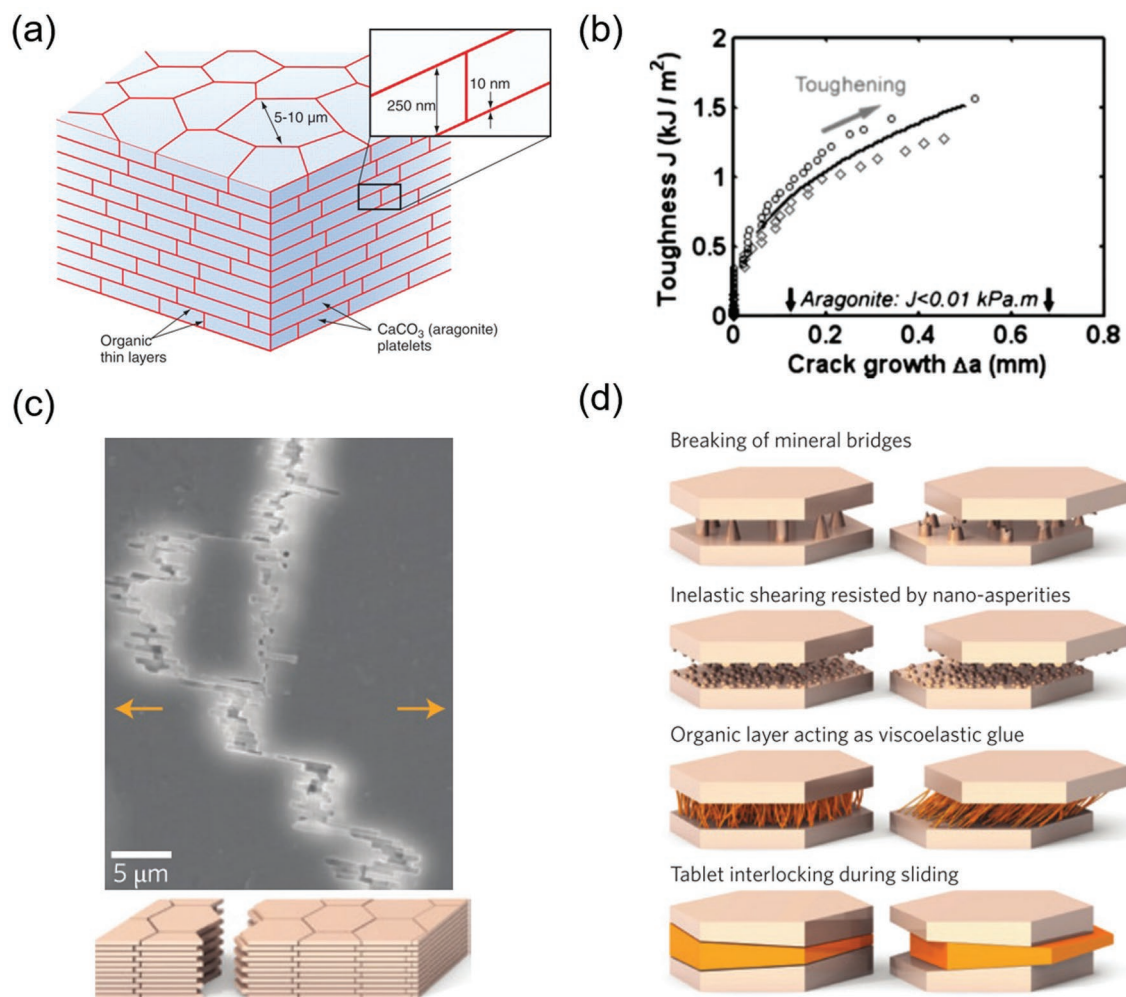 (a)
5-10 μm
250 nm
10 nm
Organic
thin layers
CaCO₃ (aragonite)
platelets
(b)
Toughness J (kJ / m²)
2
1.5
1
0.5
0
Toughening
Aragonite: J<0.01 kPa.m
0
0.2
0.4
0.6
0.8
Crack growth Δa (mm)
(c)
5 μm
(d)
Breaking of mineral bridges
Inelastic shearing resisted by nano-asperities
Organic layer acting as viscoelastic glue
Tablet interlocking during sliding